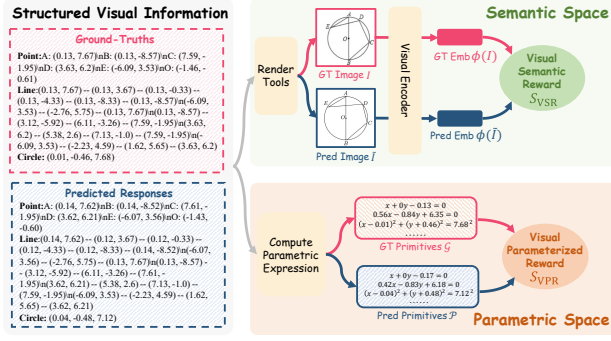 Structured Visual Information
Ground-Truths
Point:A: (0.13, 7.67)\nB: (0.13, -8.57)\nC: (7.59, -
1.95)\nD: (3.63, 6.2)\nE: (-6.09, 3.53)\nO: (-1.46, -
0.61)
Line:(0.13, 7.67) -- (0.13, 3.67) -- (0.13, -0.33) --
(0.13, -4.33) -- (0.13, -8.33) -- (0.13, -8.57)\n(-6.09,
3.53) -- (-2.76, 5.75) -- (0.13, 7.67)\n(0.13, -8.57) --
(3.12, -5.92) -- (6.11, -3.26) -- (7.59, -1.95)\n(3.63,
6.2) -- (5.38, 2.6) -- (7.13, -1.0) -- (7.59, -1.95)\n(-
6.09, 3.53) -- (-2.23, 4.59) -- (1.62, 5.65) -- (3.63, 6.2)
Circle: (0.01, -0.46, 7.68)
Predicted Responses
Point:A: (0.14, 7.62)\nB: (0.14, -8.52)\nC: (7.61, -
1.95)\nD: (3.62, 6.21)\nE: (-6.07, 3.56)\nO: (-1.43,
-0.60)
Line:(0.14, 7.62) -- (0.12, 3.67) -- (0.12, -0.33) --
(0.12, -4.33) -- (0.12, -8.33) -- (0.14, -8.52)\n(-6.07,
3.56) -- (-2.76, 5.75) -- (0.13, 7.67)\n(0.13, -8.57) --
(3.12, -5.92) -- (6.11, -3.26) -- (7.61, -
1.95)\n(3.62, 6.21) -- (5.38, 2.6) -- (7.13, -1.0) --
(7.59, -1.95)\n(-6.09, 3.53) -- (-2.23, 4.59) -- (1.62,
5.65) -- (3.62, 6.21)
Circle: (0.04, -0.48, 7.12)
Semantic Space
Render
Tools
A
D
E
O
C
B
GT Image I
A
D
E
O
C
B
Pred Image Ī
Visual Encoder
GT Emb ϕ(I)
Pred Emb ϕ(Ī)
Visual
Semantic
Reward
S_VSR
Compute
Parametric
Expression
x + 0y − 0.13 = 0
0.56x − 0.84y + 6.35 = 0
(x − 0.01)² + (y + 0.46)² = 7.68²
......
GT Primitives 𝒢
x + 0y − 0.17 = 0
0.42x − 0.83y + 6.18 = 0
(x − 0.04)² + (y + 0.48)² = 7.12²
......
Pred Primitives 𝒫
Visual
Parameterized
Reward
S_VPR
Parametric Space